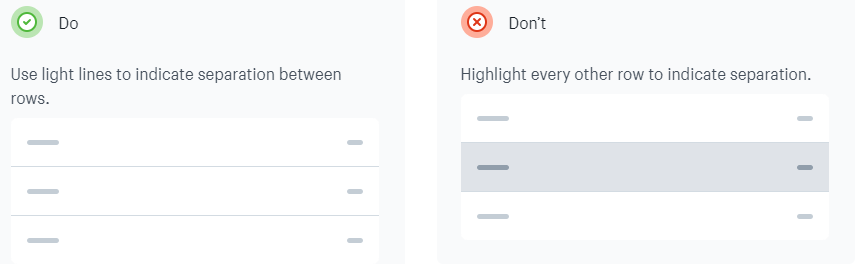 Do
Use light lines to indicate separation between
rows.
Don’t
Highlight every other row to indicate separation.